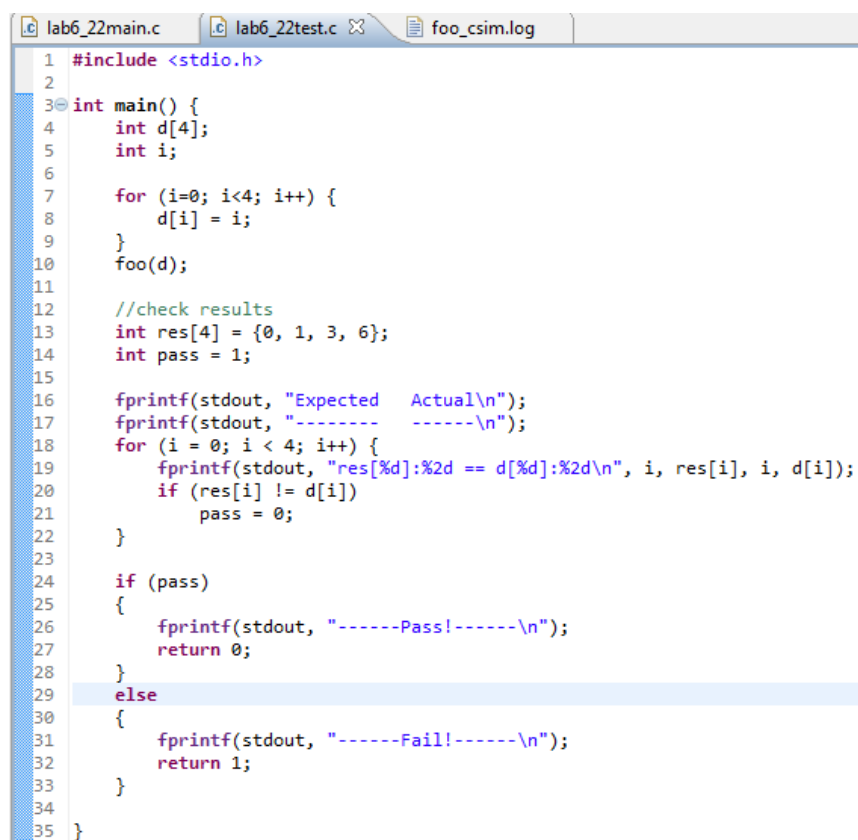 lab6_22main.c lab6_22test.c foo_csim.log
1 #include <stdio.h>
2
3 int main() {
4 int d[4];
5 int i;
6
7 for (i=0; i<4; i++) {
8 d[i] = i;
9 }
10 foo(d);
11
12 //check results
13 int res[4] = {0, 1, 3, 6};
14 int pass = 1;
15
16 fprintf(stdout, "Expected   Actual\n");
17 fprintf(stdout, "--------   ------\n");
18 for (i = 0; i < 4; i++) {
19 fprintf(stdout, "res[%d]:%2d == d[%d]:%2d\n", i, res[i], i, d[i]);
20 if (res[i] != d[i])
21 pass = 0;
22 }
23
24 if (pass)
25 {
26 fprintf(stdout, "------Pass!------\n");
27 return 0;
28 }
29 else
30 {
31 fprintf(stdout, "------Fail!------\n");
32 return 1;
33 }
34
35 }